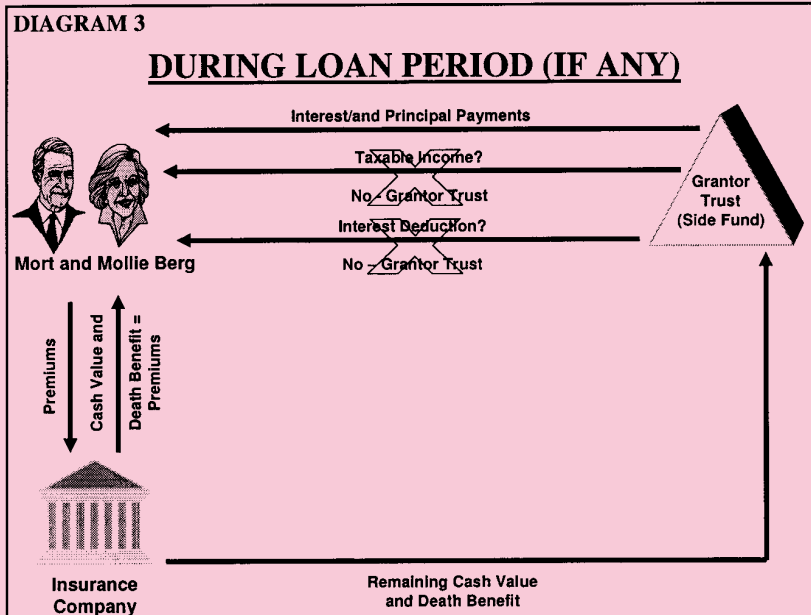 DIAGRAM 3
DURING LOAN PERIOD (IF ANY)
Interest/and Principal Payments
Taxable Income?
No - Grantor Trust
Interest Deduction?
No – Grantor Trust
Grantor
Trust
(Side Fund)
Mort and Mollie Berg
Premiums
Cash Value and
Death Benefit =
Premiums
Insurance
Company
Remaining Cash Value
and Death Benefit